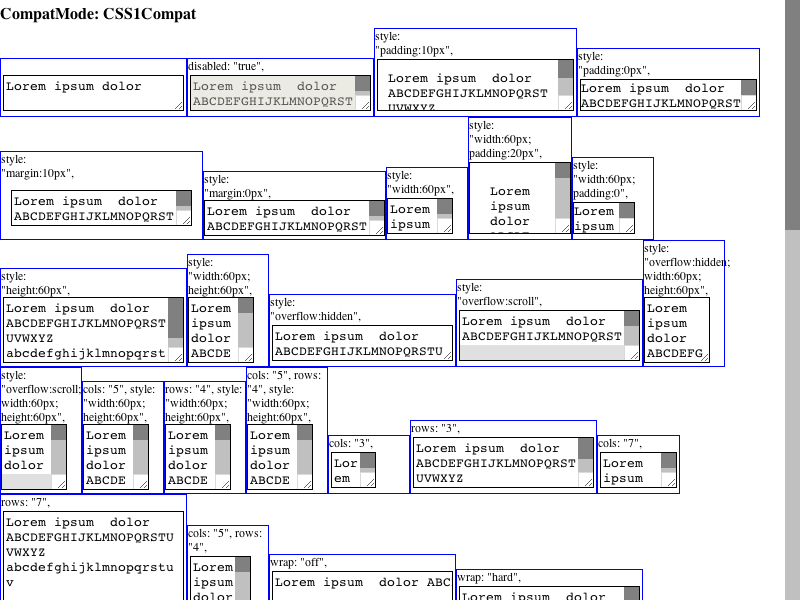 CompatMode: CSS1Compat
Lorem ipsum dolor
disabled: "true",
Lorem ipsum  dolor
ABCDEFGHIJKLMNOPQRST
style:
"padding:10px",
Lorem ipsum  dolor
ABCDEFGHIJKLMNOPQRST
UVWXYZ
style:
"padding:0px",
Lorem ipsum  dolor
ABCDEFGHIJKLMNOPQRST
style:
"margin:10px",
Lorem ipsum  dolor
ABCDEFGHIJKLMNOPQRST
style:
"margin:0px",
Lorem ipsum  dolor
ABCDEFGHIJKLMNOPQRST
style:
"width:60px",
Lorem
ipsum
style:
"width:60px;
padding:20px",
Lorem
ipsum
dolor
style:
"width:60px;
padding:0",
Lorem
ipsum
style:
"height:60px",
Lorem ipsum  dolor
ABCDEFGHIJKLMNOPQRST
UVWXYZ
abcdefghijklmnopqrst
style:
"width:60px;
height:60px",
Lorem
ipsum
dolor
ABCDE
style:
"overflow:hidden",
Lorem ipsum  dolor
ABCDEFGHIJKLMNOPQRSTU
style:
"overflow:scroll",
Lorem ipsum  dolor
ABCDEFGHIJKLMNOPQRST
style:
"overflow:hidden;
width:60px;
height:60px",
Lorem
ipsum
dolor
ABCDEFG
style:
"overflow:scroll;
width:60px;
height:60px",
Lorem
ipsum
dolor
cols: "5", style:
"width:60px;
height:60px",
Lorem
ipsum
dolor
ABCDE
rows: "4", style:
"width:60px;
height:60px",
Lorem
ipsum
dolor
ABCDE
cols: "5", rows:
"4", style:
"width:60px;
height:60px",
Lorem
ipsum
dolor
ABCDE
cols: "3",
Lor
em
rows: "3",
Lorem ipsum  dolor
ABCDEFGHIJKLMNOPQRST
UVWXYZ
cols: "7",
Lorem
ipsum
rows: "7",
Lorem ipsum  dolor
ABCDEFGHIJKLMNOPQRSTU
VWXYZ
abcdefghijklmnopqrstu
v
cols: "5", rows:
"4",
Lorem
ipsum
dolor
wrap: "off",
Lorem ipsum  dolor ABC
wrap: "hard",
Lorem ipsum  dolor